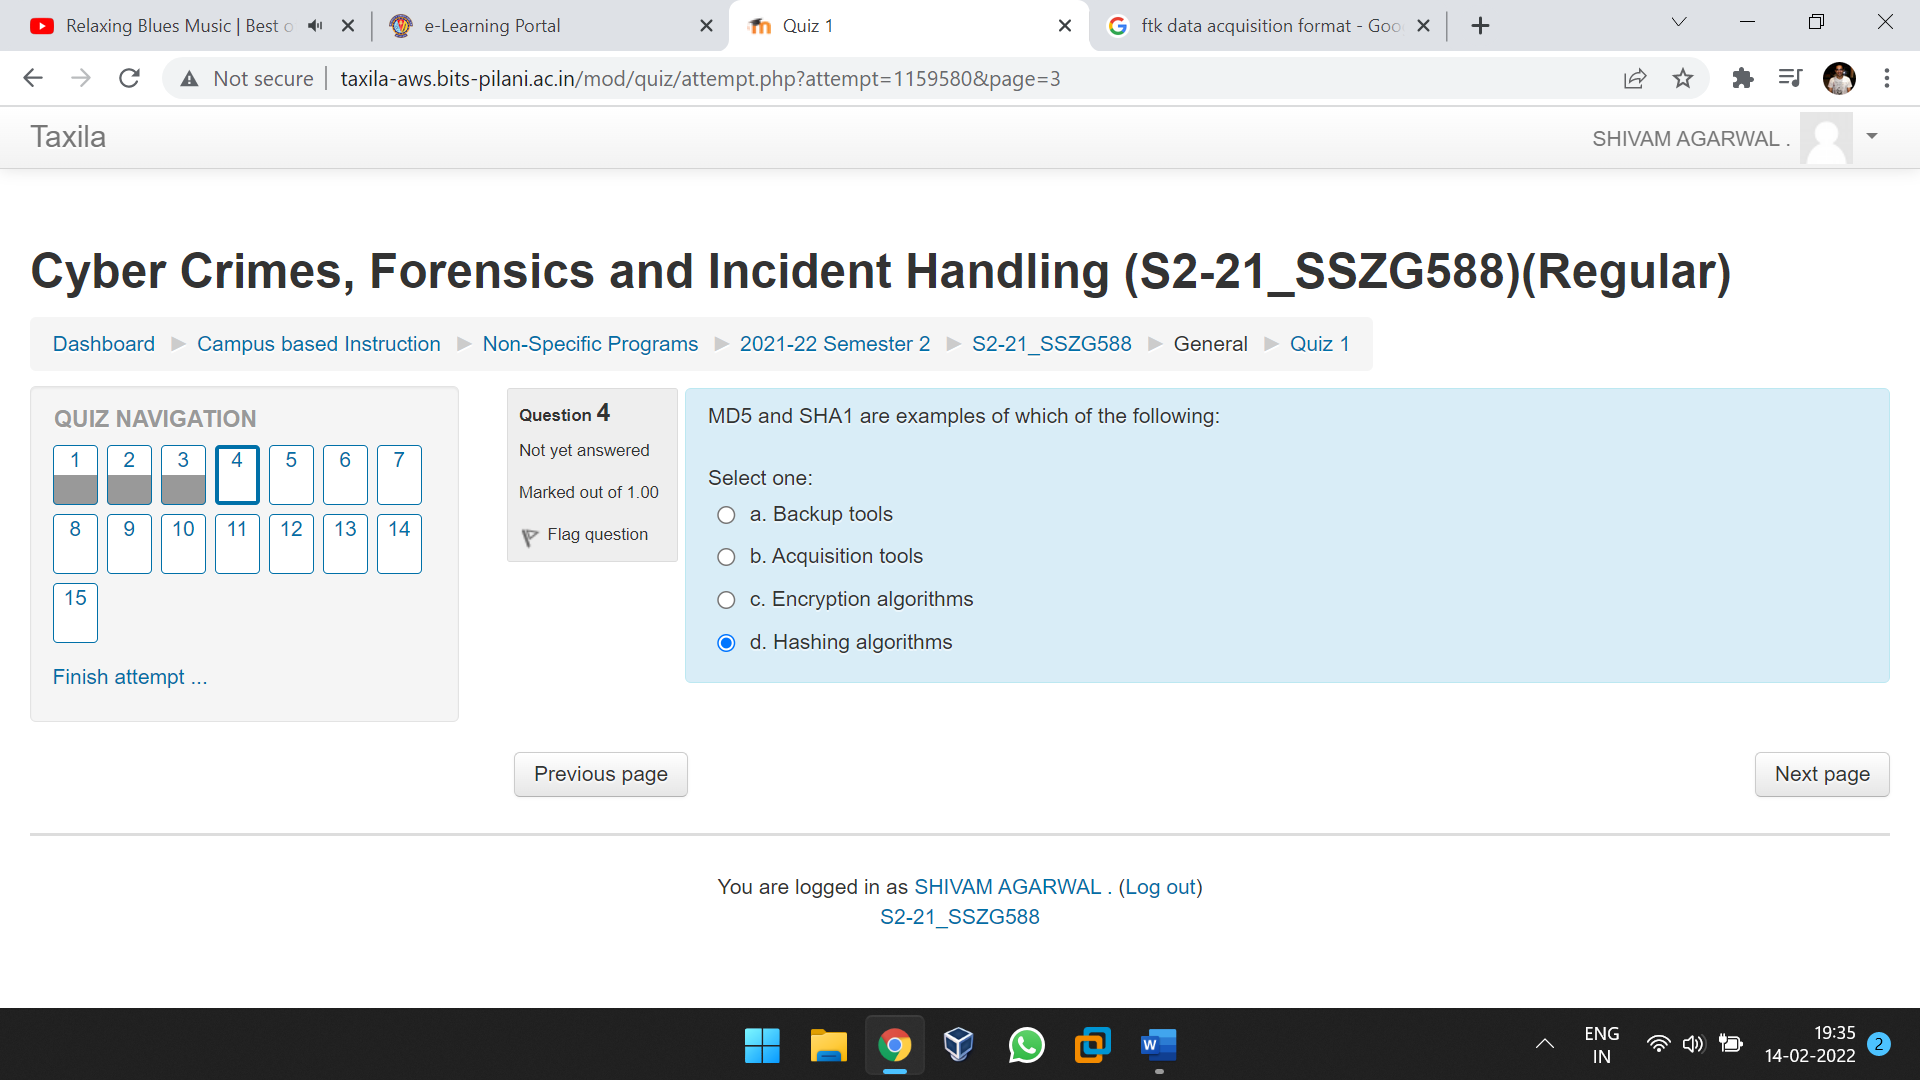 Relaxing Blues Music | Best o
e-Learning Portal
Quiz 1
ftk data acquisition format - Goo
Not secure
taxila-aws.bits-pilani.ac.in/mod/quiz/attempt.php?attempt=1159580&page=3
Taxila
SHIVAM AGARWAL .
Cyber Crimes, Forensics and Incident Handling (S2-21_SSZG588)(Regular)
Dashboard ► Campus based Instruction ► Non-Specific Programs ► 2021-22 Semester 2 ► S2-21_SSZG588 ► General ► Quiz 1
QUIZ NAVIGATION
1 2 3 4 5 6 7
8 9 10 11 12 13 14
15
Finish attempt ...
Question 4
Not yet answered
Marked out of 1.00
Flag question
MD5 and SHA1 are examples of which of the following:
Select one:
a. Backup tools
b. Acquisition tools
c. Encryption algorithms
d. Hashing algorithms
Previous page
Next page
You are logged in as SHIVAM AGARWAL . (Log out)
S2-21_SSZG588
W
ENG
IN
19:35
14-02-2022
2